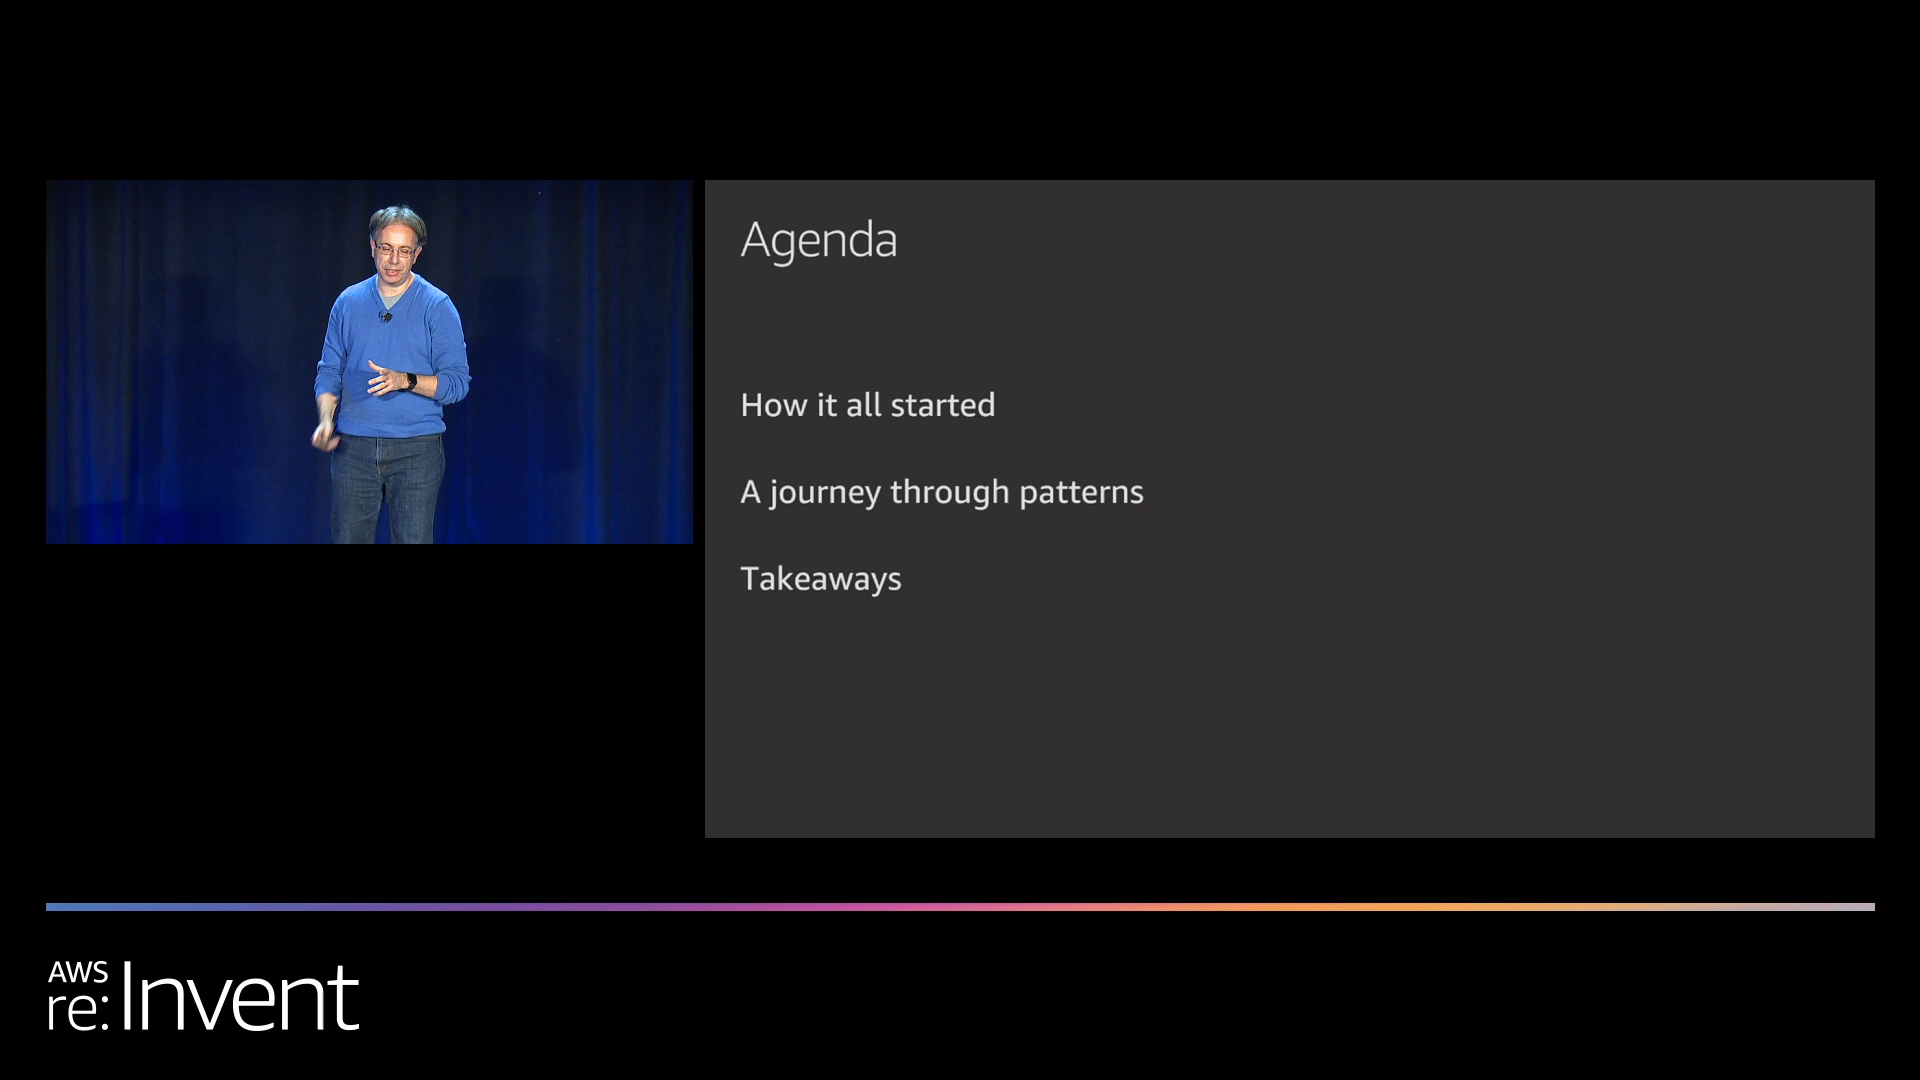 Agenda
How it all started
A journey through patterns
Takeaways
AWS
re:Invent